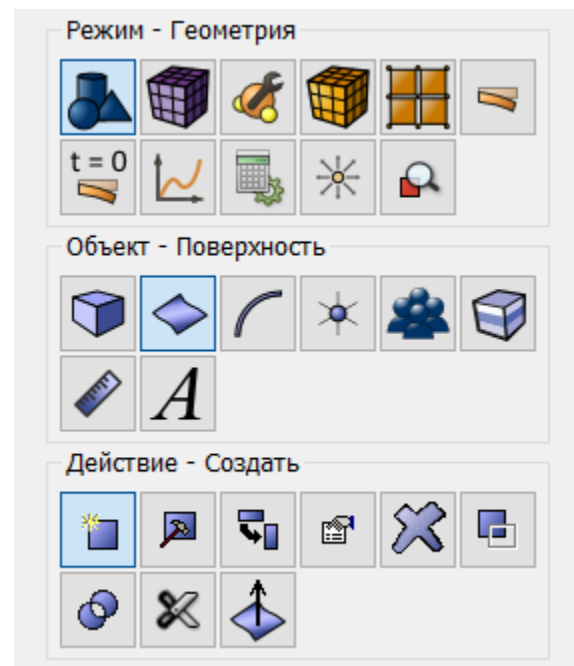 Режим - Геометрия
t = 0
Объект - Поверхность
A
Действие - Создать